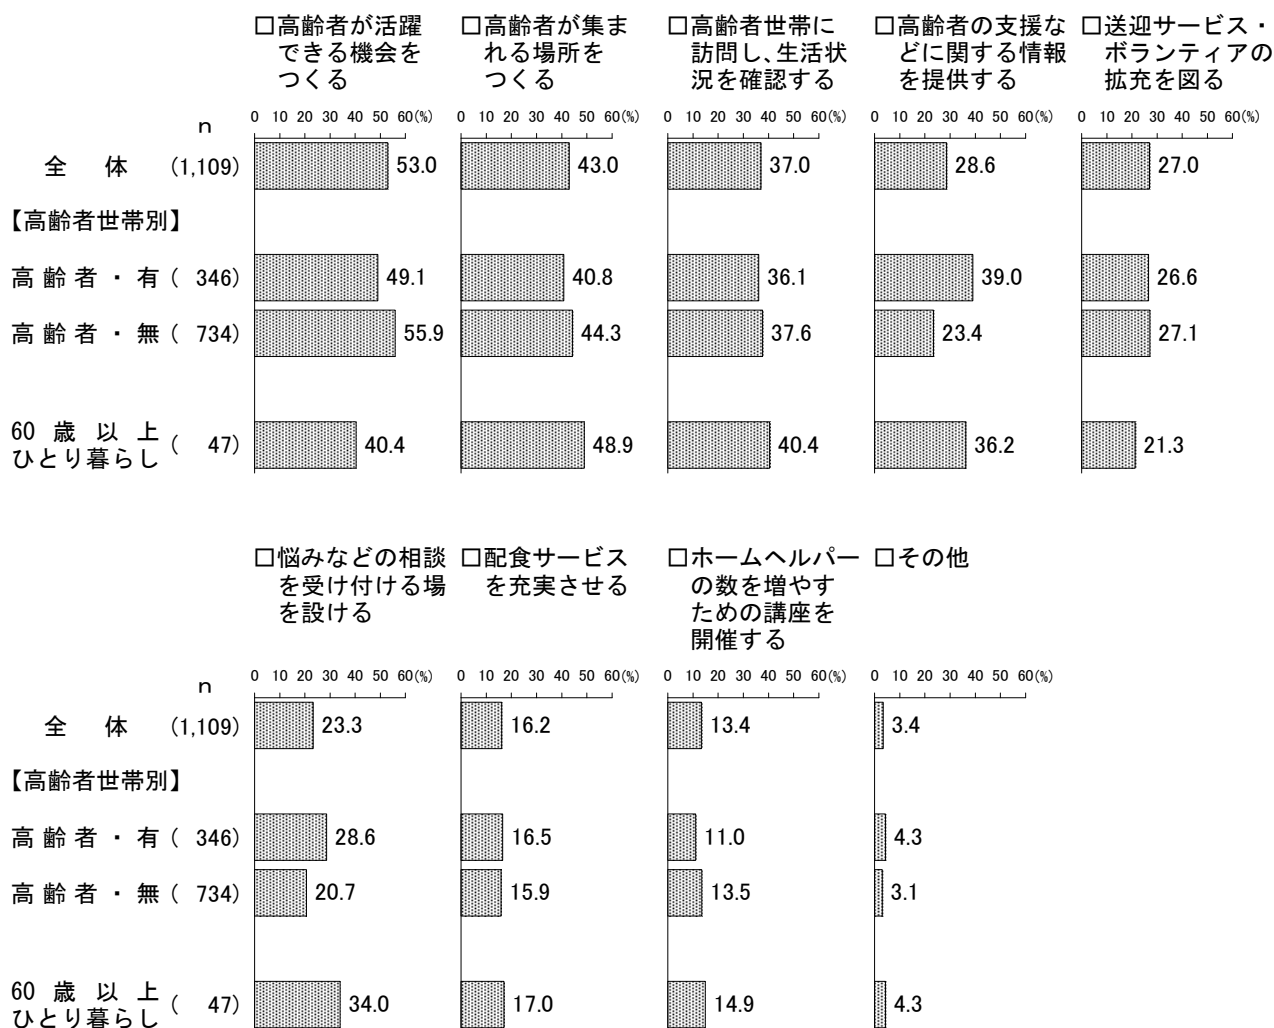 □高齢者が活躍
できる機会を
つくる
□高齢者が集ま
れる場所を
つくる
□高齢者世帯に
訪問し、生活状
況を確認する
□高齢者の支援な
どに関する情報
を提供する
□送迎サービス・
ボランティアの
拡充を図る
0 10 20 30 40 50 60(%)
0 10 20 30 40 50 60(%)
0 10 20 30 40 50 60(%)
0 10 20 30 40 50 60(%)
0 10 20 30 40 50 60(%)
n
全 体 (1,109) 53.0 43.0 37.0 28.6 27.0
【高齢者世帯別】
高齢者・有( 346) 49.1 40.8 36.1 39.0 26.6
高齢者・無( 734) 55.9 44.3 37.6 23.4 27.1
60 歳 以 上
ひとり暮らし ( 47) 40.4 48.9 40.4 36.2 21.3
□悩みなどの相談
を受け付ける場
を設ける
□配食サービス
を充実させる
□ホームヘルパー
の数を増やす
ための講座を
開催する
□その他
0 10 20 30 40 50 60(%)
0 10 20 30 40 50 60(%)
0 10 20 30 40 50 60(%)
0 10 20 30 40 50 60(%)
n
全 体 (1,109) 23.3 16.2 13.4 3.4
【高齢者世帯別】
高齢者・有( 346) 28.6 16.5 11.0 4.3
高齢者・無( 734) 20.7 15.9 13.5 3.1
60 歳 以 上
ひとり暮らし ( 47) 34.0 17.0 14.9 4.3